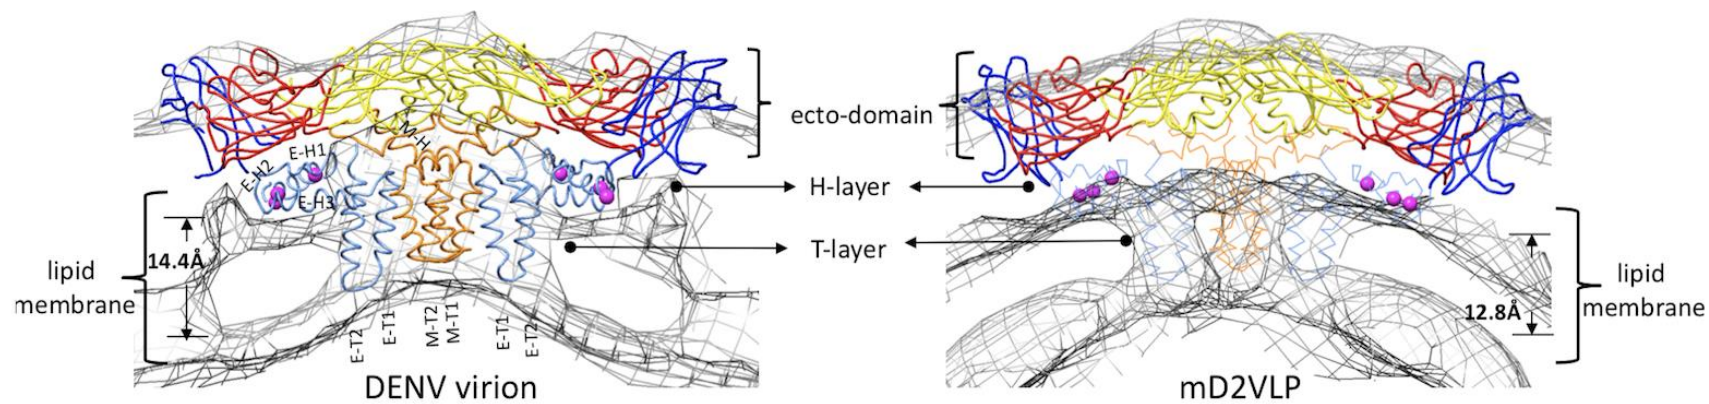 ecto-domain
H-layer
T-layer
M-H
E-H1
E-H2
E-H3
14.4Å
lipid
membrane
E-T2
E-T1
M-T2
M-T1
E-T1
E-T2
DENV virion
12.8Å
lipid
membrane
mD2VLP